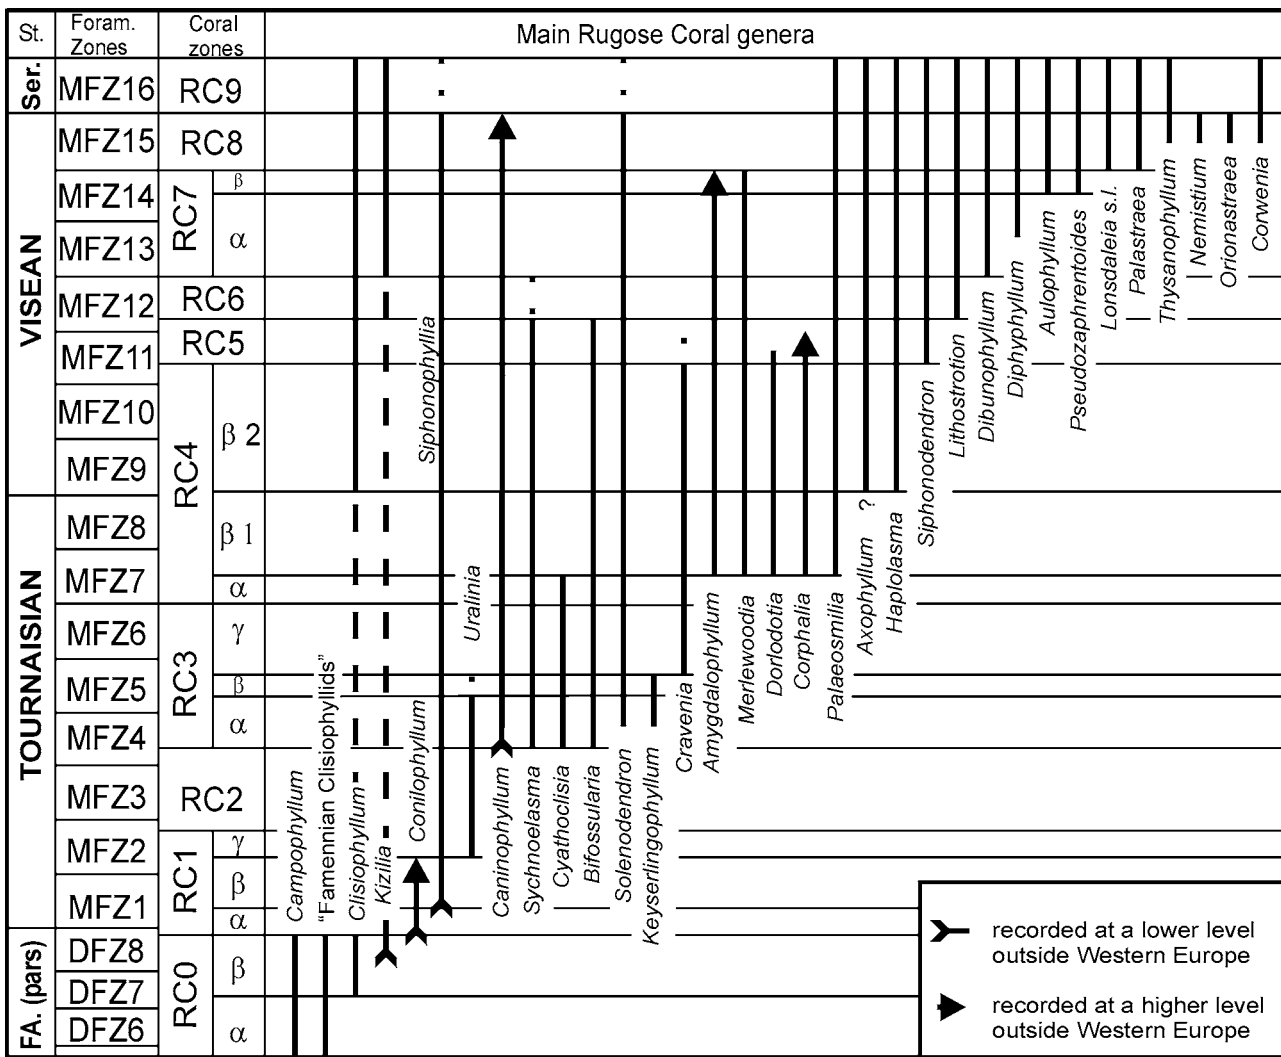 St.
Foram.
Zones
Coral
zones
Main Rugose Coral genera
Ser.
VISEAN
TOURNAISIAN
FA. (pars)
MFZ16
MFZ15
MFZ14
MFZ13
MFZ12
MFZ11
MFZ10
MFZ9
MFZ8
MFZ7
MFZ6
MFZ5
MFZ4
MFZ3
MFZ2
MFZ1
DFZ8
DFZ7
DFZ6
RC9
RC8
RC7
β
α
RC6
RC5
RC4
β 2
β 1
α
RC3
γ
β
α
RC2
RC1
γ
β
α
RC0
β
α
Campophyllum
"Famennian Clisiophyllids"
Clisiophyllum
Kizilia
Conilophyllum
Siphonophyllia
Uralinia
Caninophyllum
Sychnoelasma
Cyathoclisia
Bifossularia
Solenodendron
Keyserlingophyllum
Cravenia
Amygdalophyllum
Merlewoodia
Dorlodotia
Corphalia
Palaeosmilia
Axophyllum ?
Haplolasma
Siphonodendron
Lithostrotion
Dibunophyllum
Diphyphyllum
Aulophyllum
Pseudozaphrentoides
Lonsdaleia s.l.
Palastraea
Thysanophyllum
Nemistium
Orionastraea
Corwenia
recorded at a lower level
outside Western Europe
recorded at a higher level
outside Western Europe